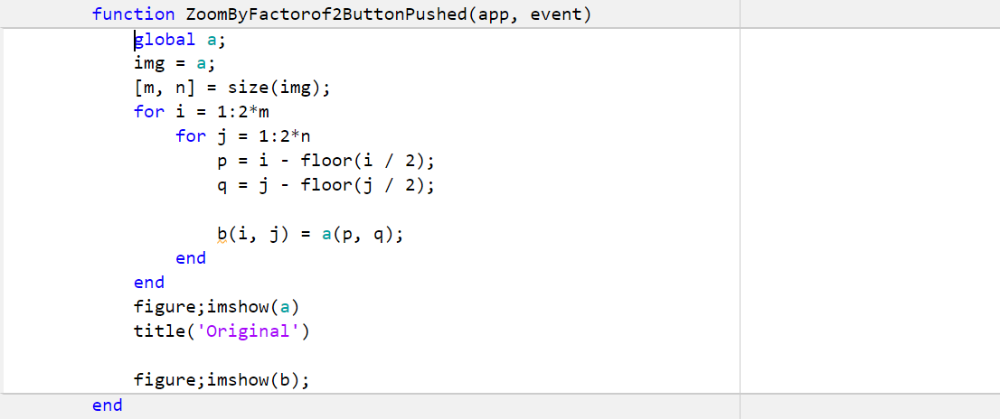 function ZoomByFactorof2ButtonPushed(app, event)
global a;
img = a;
[m, n] = size(img);
for i = 1:2*m
for j = 1:2*n
p = i - floor(i / 2);
q = j - floor(j / 2);
b(i, j) = a(p, q);
end
end
figure;imshow(a)
title('Original')
figure;imshow(b);
end